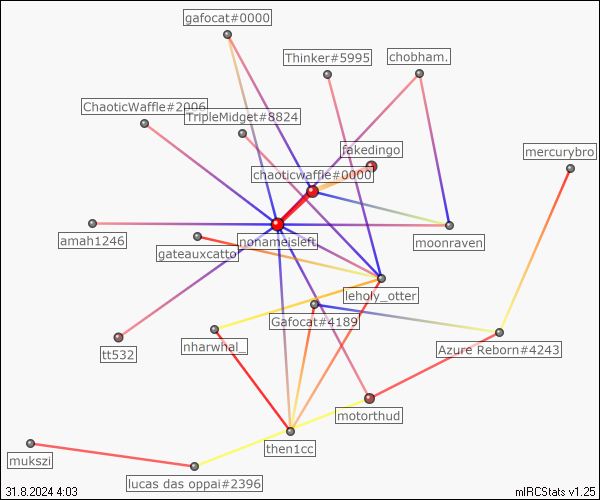 gafocat#0000
Thinker#5995
chobham.
ChaoticWaffle#2006
TripleMidget#8824
fakedingo
mercurybro
chaoticwaffle#0000
amah1246
nonameisleft
moonraven
gateauxcatto
leholy_otter
Gafocat#4189
tt532
nharwhal_
Azure Reborn#4243
motorthud
then1cc
mukszi
lucas das oppai#2396
31.8.2024 4:03
mIRCStats v1.25